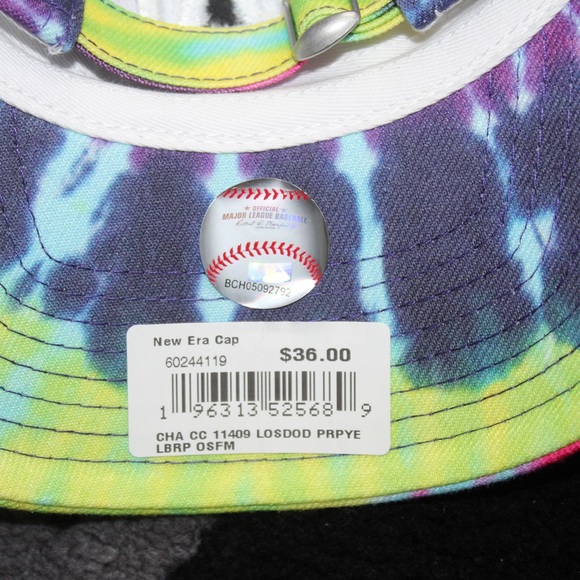 OFFICIAL
MAJOR LEAGUE BASEBALL
BCH05092792
New Era Cap
60244119
$36.00
1 96313 52568 9
CHA CC 11409 LOSDOD PRPYE
LBRP OSFM